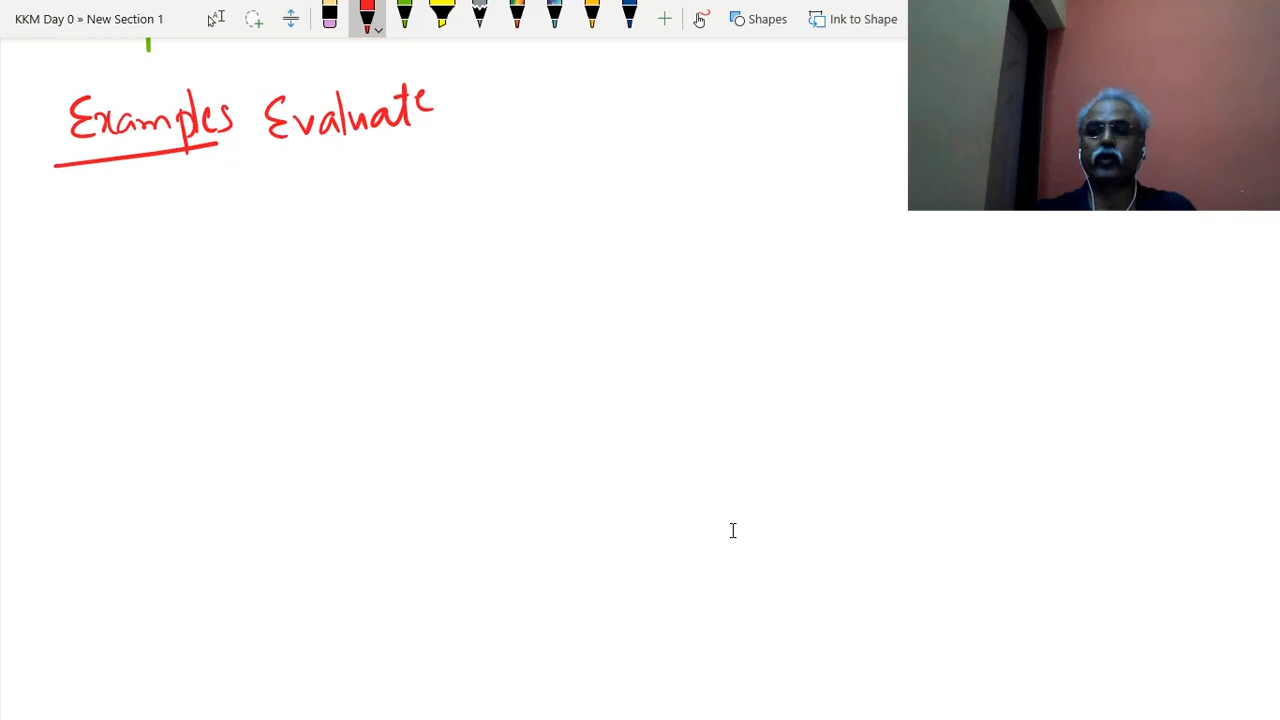 KKM Day 0 » New Section 1
Shapes
Ink to Shape
Examples Evaluate